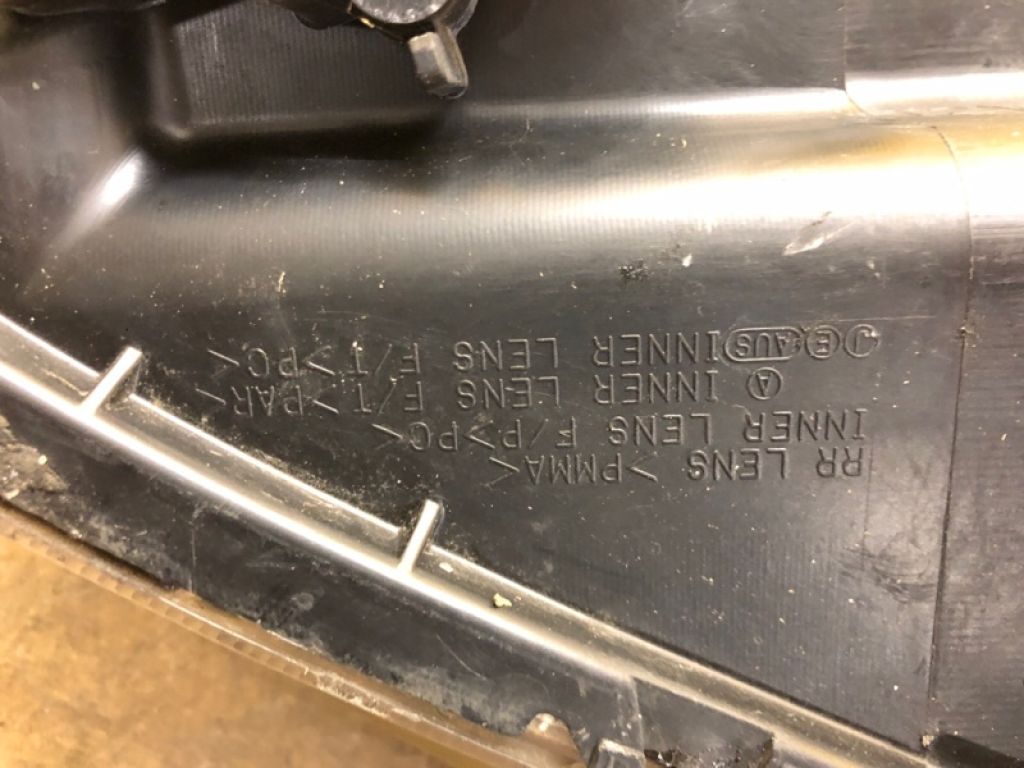 RR LENS >PMMA<
INNER LENS F/P>PC<
Ⓐ INNER LENS F/T>PAR<
Ⓙ Ⓔ AUS INNER LENS F/T>PC<